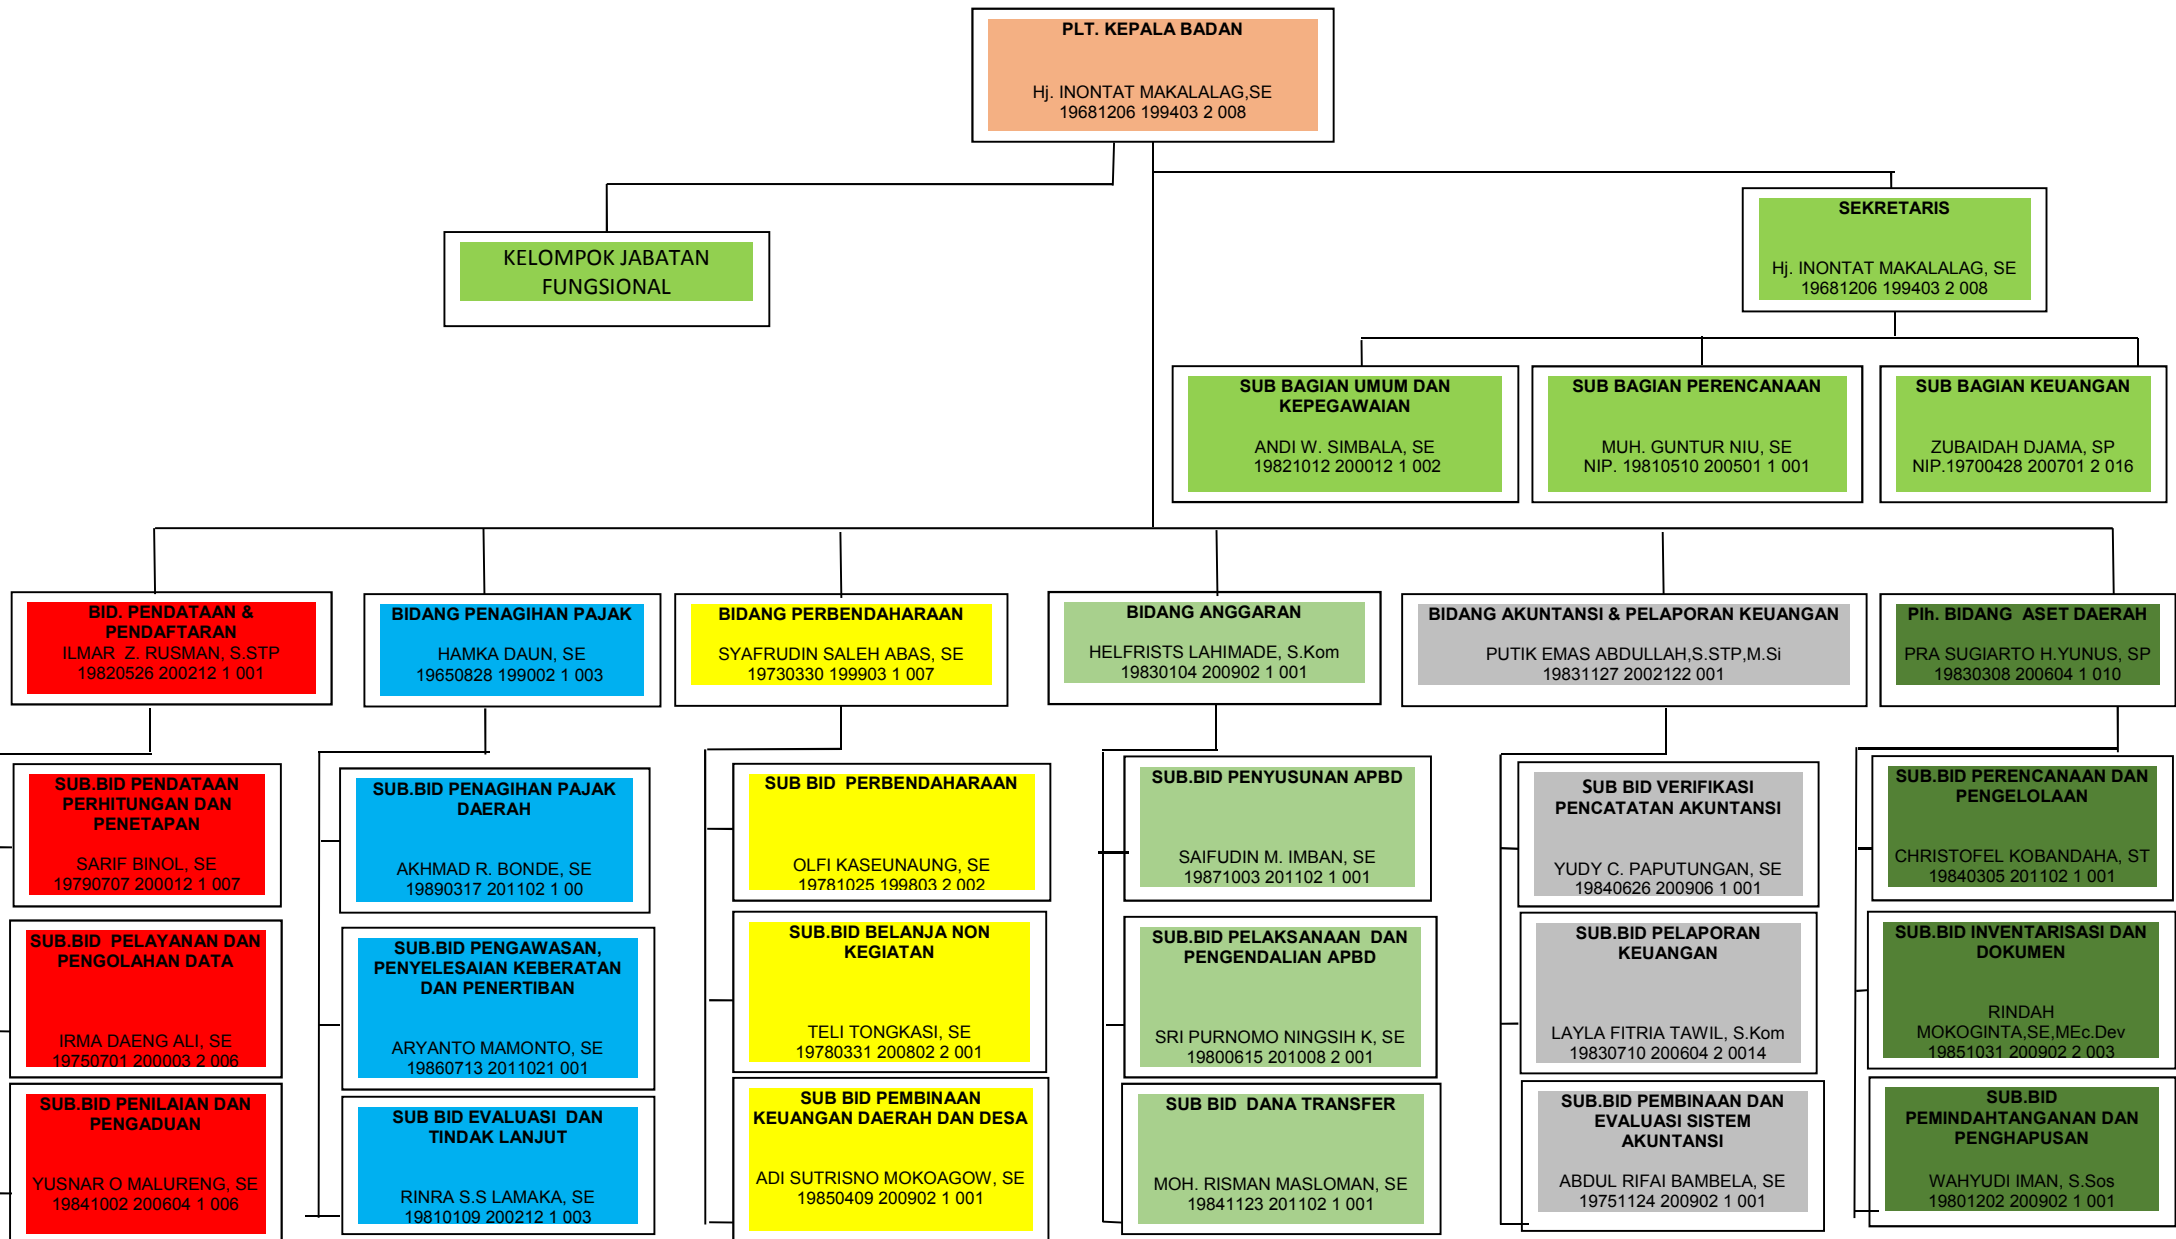 PLT. KEPALA BADAN
Hj. INONTAT MAKALALAG,SE
19681206 199403 2 008
KELOMPOK JABATAN
FUNGSIONAL
SEKRETARIS
Hj. INONTAT MAKALALAG, SE
19681206 199403 2 008
SUB BAGIAN UMUM DAN
KEPEGAWAIAN
ANDI W. SIMBALA, SE
19821012 200012 1 002
SUB BAGIAN PERENCANAAN
MUH. GUNTUR NIU, SE
NIP. 19810510 200501 1 001
SUB BAGIAN KEUANGAN
ZUBAIDAH DJAMA, SP
NIP.19700428 200701 2 016
BID. PENDATAAN &
PENDAFTARAN
ILMAR  Z. RUSMAN, S.STP
19820526 200212 1 001
BIDANG PENAGIHAN PAJAK
HAMKA DAUN, SE
19650828 199002 1 003
BIDANG PERBENDAHARAAN
SYAFRUDIN SALEH ABAS, SE
19730330 199903 1 007
BIDANG ANGGARAN
HELFRISTS LAHIMADE, S.Kom
19830104 200902 1 001
BIDANG AKUNTANSI & PELAPORAN KEUANGAN
PUTIK EMAS ABDULLAH,S.STP,M.Si
19831127 2002122 001
Plh. BIDANG  ASET DAERAH
PRA SUGIARTO H.YUNUS, SP
19830308 200604 1 010
SUB.BID PENDATAAN
PERHITUNGAN DAN
PENETAPAN
SARIF BINOL, SE
19790707 200012 1 007
SUB.BID PENAGIHAN PAJAK
DAERAH
AKHMAD R. BONDE, SE
19890317 201102 1 00
SUB BID  PERBENDAHARAAN
OLFI KASEUNAUNG, SE
19781025 199803 2 002
SUB.BID PENYUSUNAN APBD
SAIFUDIN M. IMBAN, SE
19871003 201102 1 001
SUB BID VERIFIKASI
PENCATATAN AKUNTANSI
YUDY C. PAPUTUNGAN, SE
19840626 200906 1 001
SUB.BID PERENCANAAN DAN
PENGELOLAAN
CHRISTOFEL KOBANDAHA, ST
19840305 201102 1 001
SUB.BID  PELAYANAN DAN
PENGOLAHAN DATA
IRMA DAENG ALI, SE
19750701 200003 2 006
SUB.BID PENGAWASAN,
PENYELESAIAN KEBERATAN
DAN PENERTIBAN
ARYANTO MAMONTO, SE
19860713 2011021 001
SUB.BID BELANJA NON
KEGIATAN
TELI TONGKASI, SE
19780331 200802 2 001
SUB.BID PELAKSANAAN  DAN
PENGENDALIAN APBD
SRI PURNOMO NINGSIH K, SE
19800615 201008 2 001
SUB.BID PELAPORAN
KEUANGAN
LAYLA FITRIA TAWIL, S.Kom
19830710 200604 2 0014
SUB.BID INVENTARISASI DAN
DOKUMEN
RINDAH
MOKOGINTA,SE,MEc.Dev
19851031 200902 2 003
SUB.BID PENILAIAN DAN
PENGADUAN
YUSNAR O MALURENG, SE
19841002 200604 1 006
SUB BID EVALUASI  DAN
TINDAK LANJUT
RINRA S.S LAMAKA, SE
19810109 200212 1 003
SUB BID PEMBINAAN
KEUANGAN DAERAH DAN DESA
ADI SUTRISNO MOKOAGOW, SE
19850409 200902 1 001
SUB BID  DANA TRANSFER
MOH. RISMAN MASLOMAN, SE
19841123 201102 1 001
SUB.BID PEMBINAAN DAN
EVALUASI SISTEM
AKUNTANSI
ABDUL RIFAI BAMBELA, SE
19751124 200902 1 001
SUB.BID
PEMINDAHTANGANAN DAN
PENGHAPUSAN
WAHYUDI IMAN, S.Sos
19801202 200902 1 001